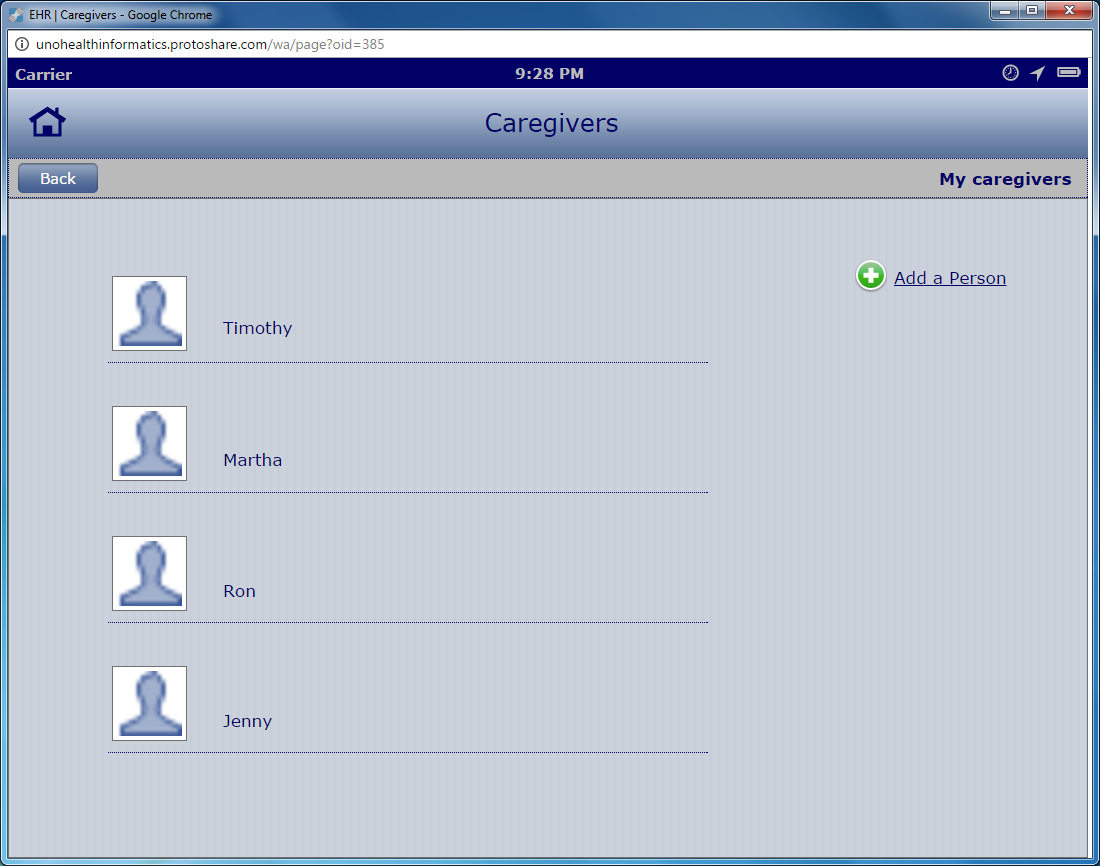 EHR | Caregivers - Google Chrome
unohealthinformatics.protoshare.com/wa/page?oid=385
Carrier 9:28 PM
Caregivers
Back My caregivers
Add a Person
Timothy
Martha
Ron
Jenny